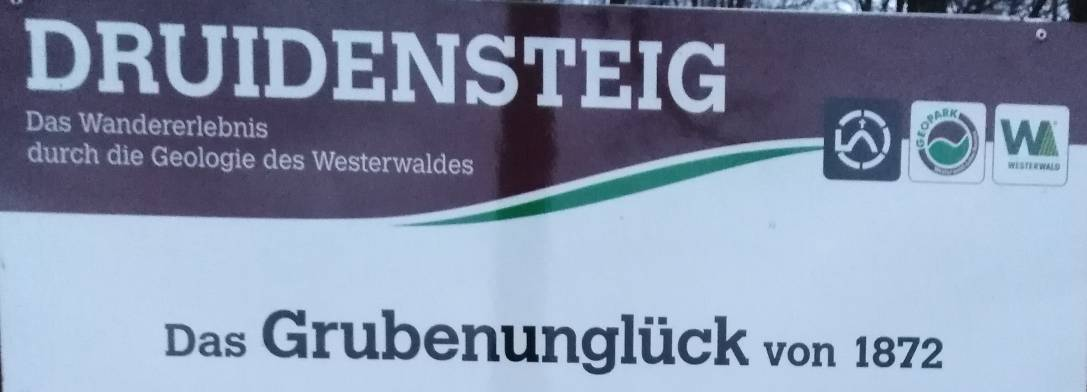 DRUIDENSTEIG
Das Wandererlebnis
durch die Geologie des Westerwaldes
GEOPARK
WA
WESTERWALD
Das Grubenunglück von 1872